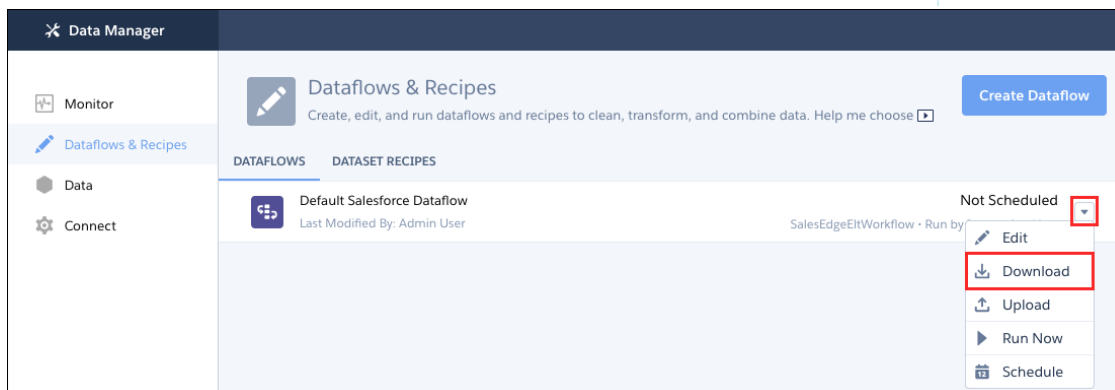 Data Manager
Monitor
Dataflows & Recipes
Data
Connect
Dataflows & Recipes
Create, edit, and run dataflows and recipes to clean, transform, and combine data. Help me choose
Create Dataflow
DATAFLOWS DATASET RECIPES
Default Salesforce Dataflow
Last Modified By: Admin User
Not Scheduled
SalesEdgeEltWorkflow • Run by
Edit
Download
Upload
Run Now
12 Schedule